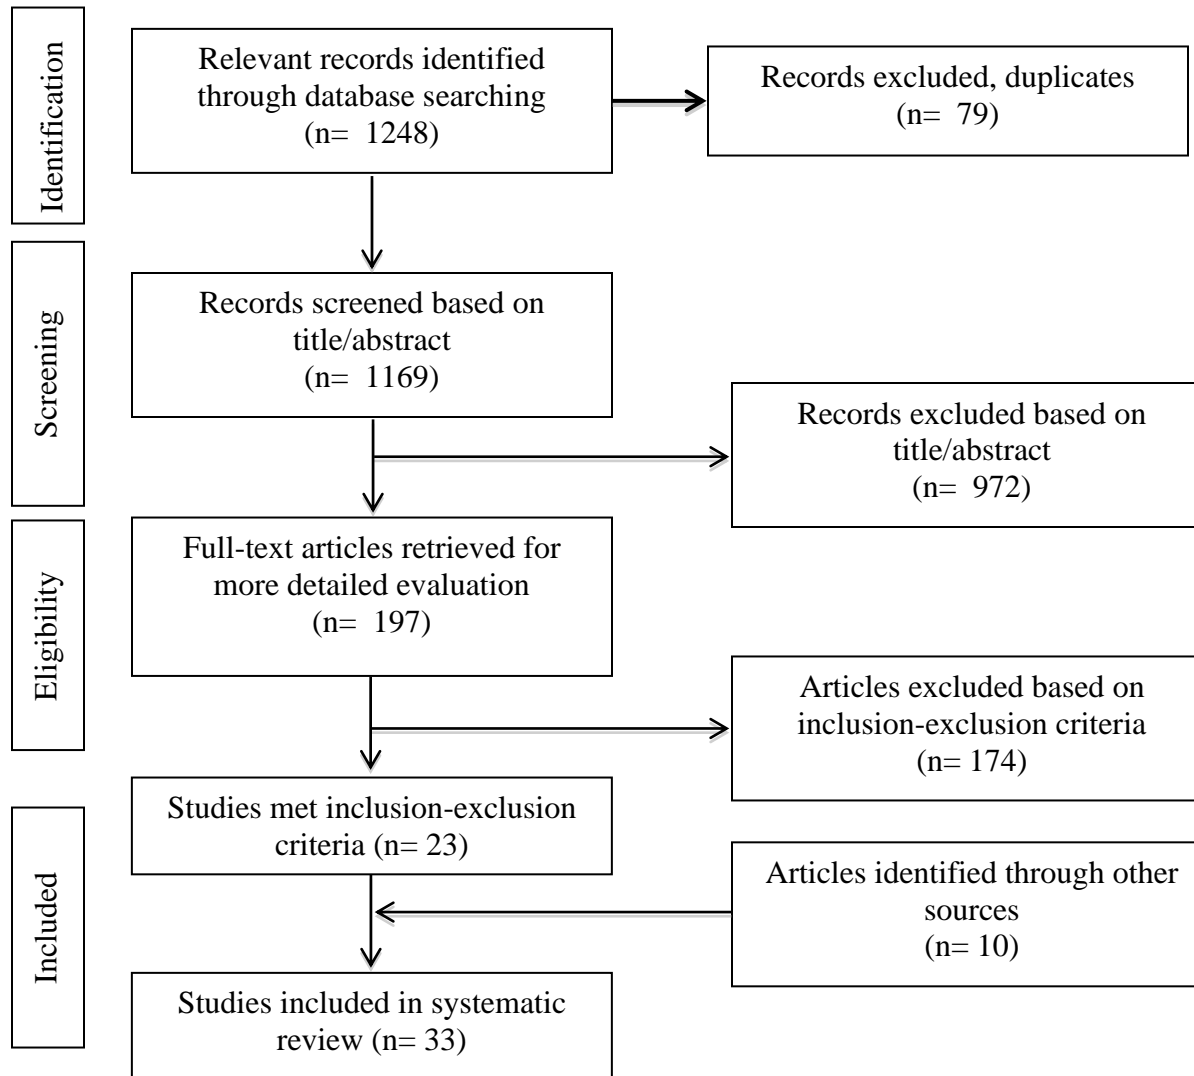 Identification
Relevant records identified
through database searching
(n= 1248)
Records excluded, duplicates
(n= 79)
Screening
Records screened based on
title/abstract
(n= 1169)
Records excluded based on
title/abstract
(n= 972)
Eligibility
Full-text articles retrieved for
more detailed evaluation
(n= 197)
Articles excluded based on
inclusion-exclusion criteria
(n= 174)
Included
Studies met inclusion-exclusion
criteria (n= 23)
Articles identified through other
sources
(n= 10)
Studies included in systematic
review (n= 33)